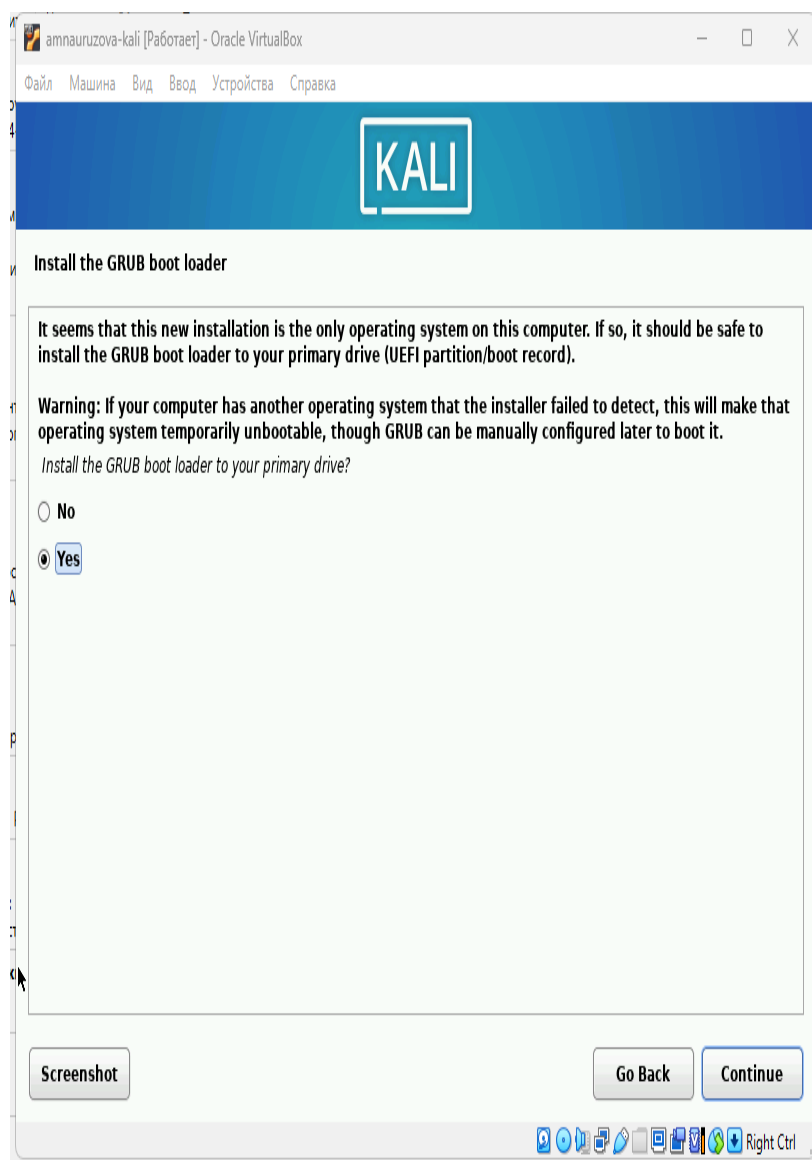 amnauruzova-kali [Работает] - Oracle VirtualBox
Файл Машина Вид Ввод Устройства Справка
KALI
Install the GRUB boot loader
It seems that this new installation is the only operating system on this computer. If so, it should be safe to
install the GRUB boot loader to your primary drive (UEFI partition/boot record).
Warning: If your computer has another operating system that the installer failed to detect, this will make that
operating system temporarily unbootable, though GRUB can be manually configured later to boot it.
Install the GRUB boot loader to your primary drive?
No
Yes
Screenshot Go Back Continue
Right Ctrl